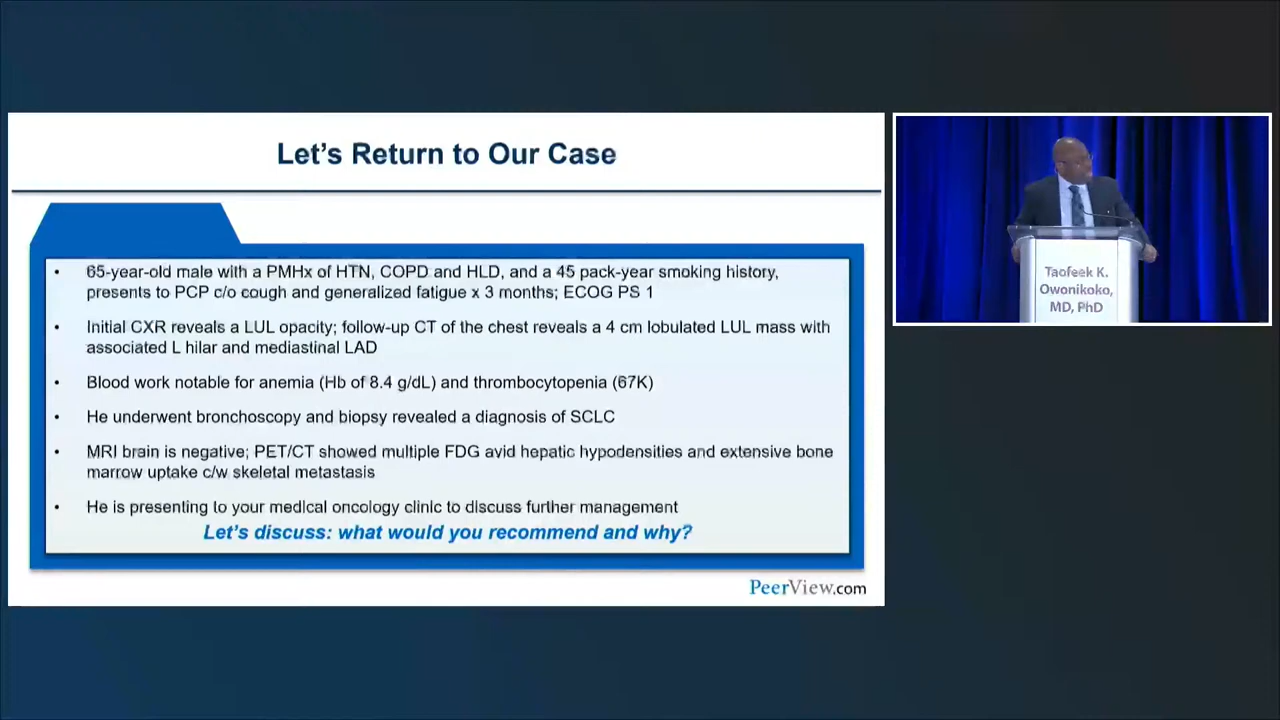 Let's Return to Our Case
• 65-year-old male with a PMHx of HTN, COPD and HLD, and a 45 pack-year smoking history,
presents to PCP c/o cough and generalized fatigue x 3 months; ECOG PS 1
• Initial CXR reveals a LUL opacity; follow-up CT of the chest reveals a 4 cm lobulated LUL mass with
associated L hilar and mediastinal LAD
• Blood work notable for anemia (Hb of 8.4 g/dL) and thrombocytopenia (67K)
• He underwent bronchoscopy and biopsy revealed a diagnosis of SCLC
• MRI brain is negative; PET/CT showed multiple FDG avid hepatic hypodensities and extensive bone
marrow uptake c/w skeletal metastasis
• He is presenting to your medical oncology clinic to discuss further management
Let's discuss: what would you recommend and why?
PeerView.com
Taofeek K.
Owonikoko,
MD, PhD